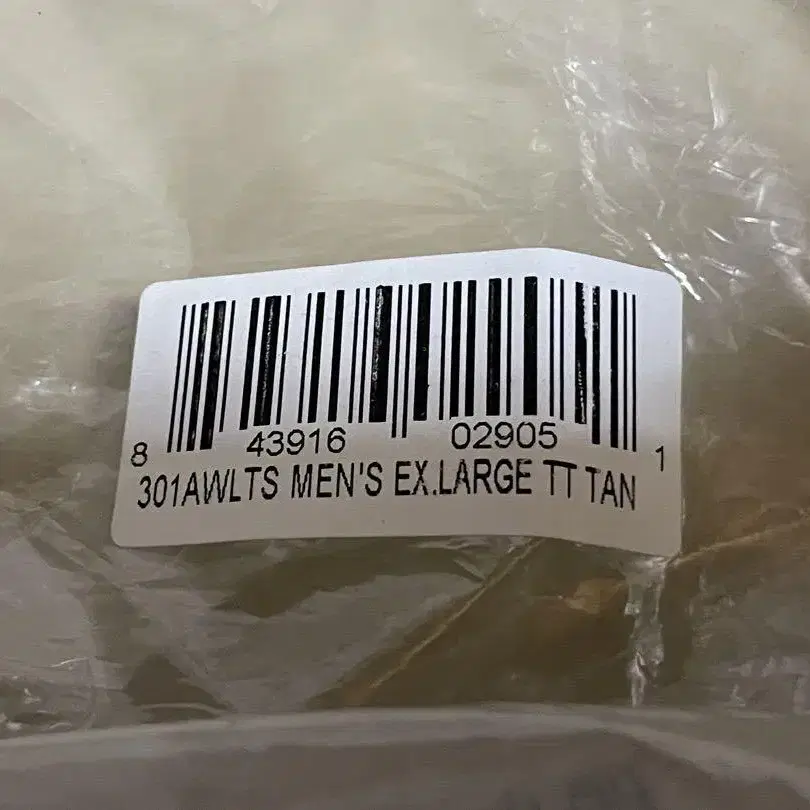 8 43916 02905 1
301AWLTS MEN'S EX.LARGE TT TAN